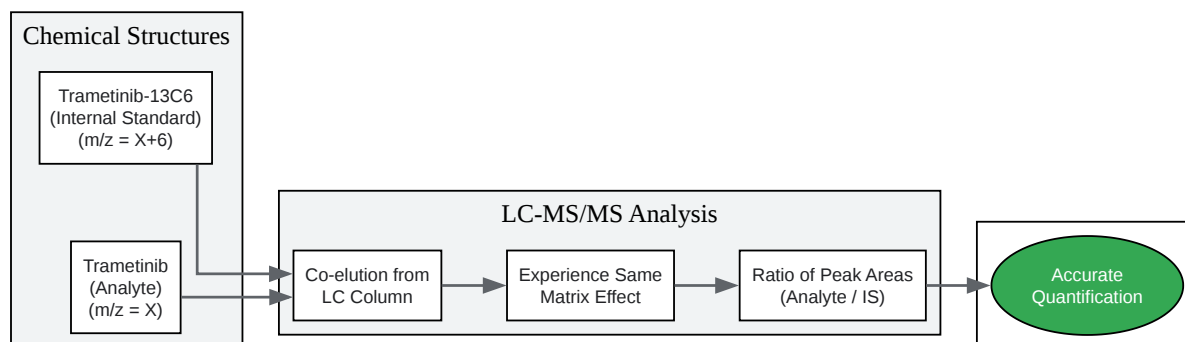 Chemical Structures
Trametinib-13C6
(Internal Standard)
(m/z = X+6)
Trametinib
(Analyte)
(m/z = X)
LC-MS/MS Analysis
Co-elution from
LC Column
Experience Same
Matrix Effect
Ratio of Peak Areas
(Analyte / IS)
Accurate
Quantification